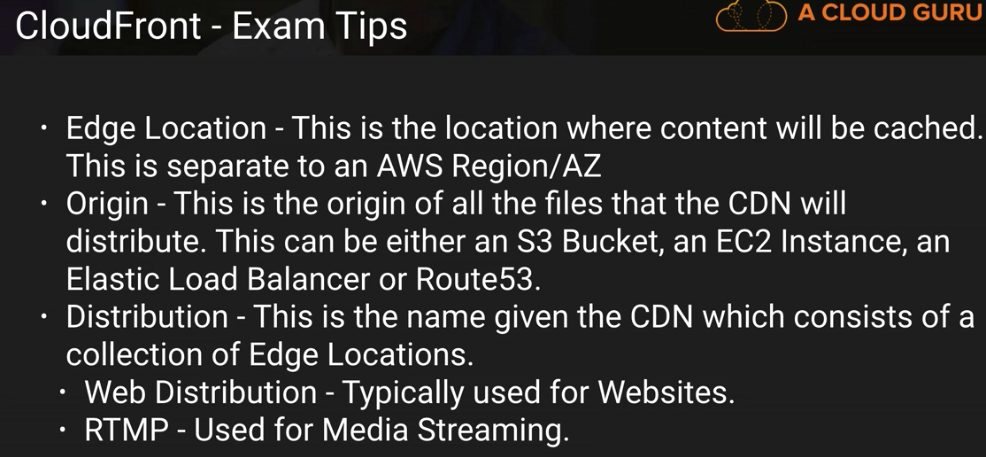 CloudFront - Exam Tips
A CLOUD GURU
• Edge Location - This is the location where content will be cached.
This is separate to an AWS Region/AZ
• Origin - This is the origin of all the files that the CDN will
distribute. This can be either an S3 Bucket, an EC2 Instance, an
Elastic Load Balancer or Route53.
• Distribution - This is the name given the CDN which consists of a
collection of Edge Locations.
• Web Distribution - Typically used for Websites.
• RTMP - Used for Media Streaming.